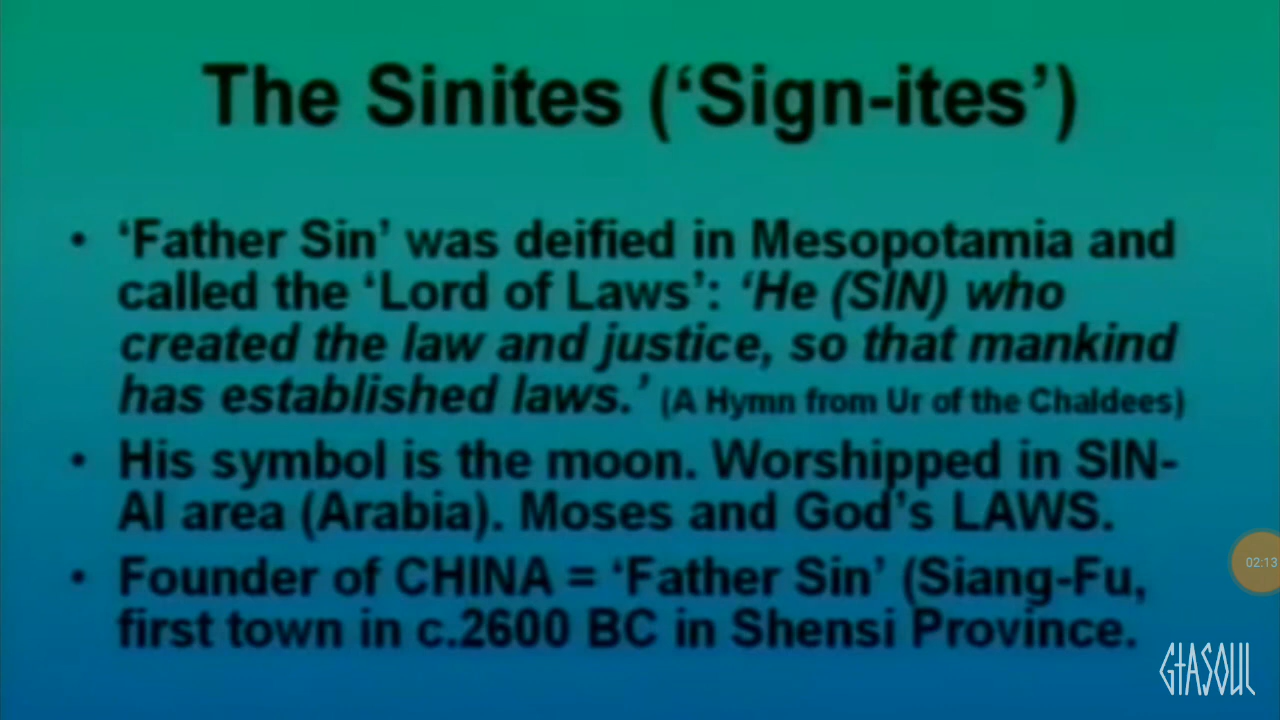 The Sinites (‘Sign-ites’)
• ‘Father Sin’ was deified in Mesopotamia and
called the ‘Lord of Laws’: ‘He (SIN) who
created the law and justice, so that mankind
has established laws.’ (A Hymn from Ur of the Chaldees)
• His symbol is the moon. Worshipped in SIN-
AI area (Arabia). Moses and God’s LAWS.
• Founder of CHINA = ‘Father Sin’ (Siang-Fu,
first town in c.2600 BC in Shensi Province.
02:13
GtASOUL